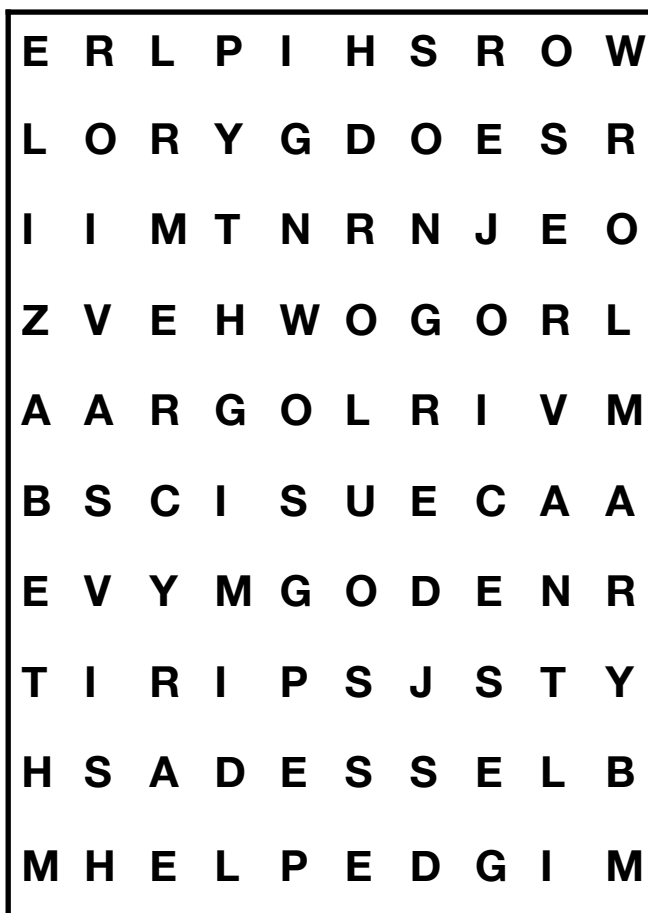 E R L P I H S R O W
L O R Y G D O E S R
I I M T N R N J E O
Z V E H W O G O R L
A A R G O L R I V M
B S C I S U E C A A
E V Y M G O D E N R
T I R I P S J S T Y
H S A D E S S E L B
M H E L P E D G I M